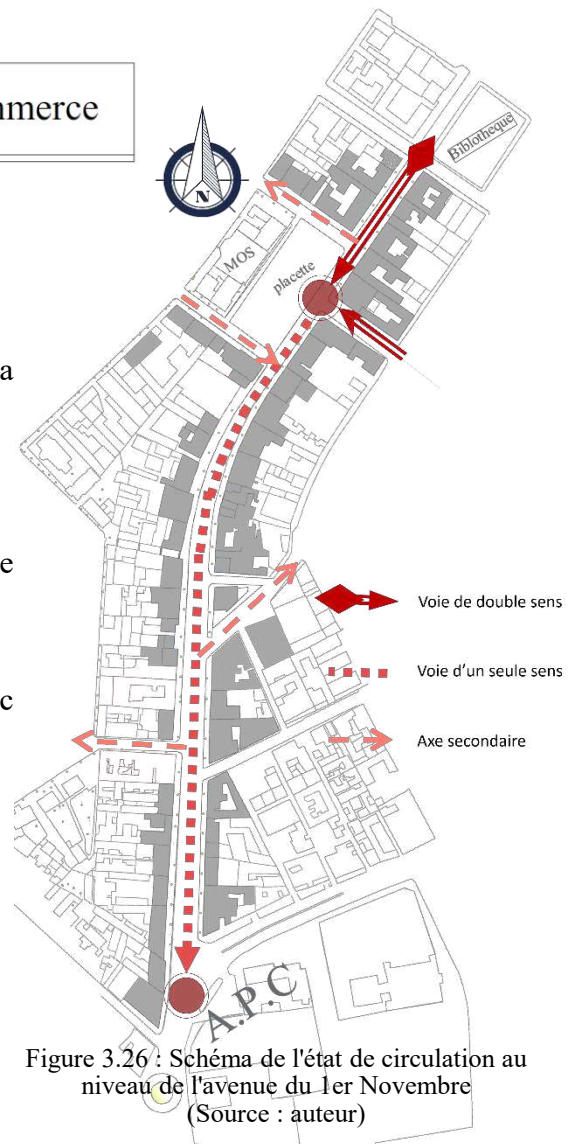 mmerce
N
Bibliotheque
MOS
placette
a
e
Voie de double sens
Voie d'un seule sens
c
Axe secondaire
A.P.C
Figure 3.26 : Schéma de l'état de circulation au
niveau de l'avenue du 1er Novembre
(Source : auteur)